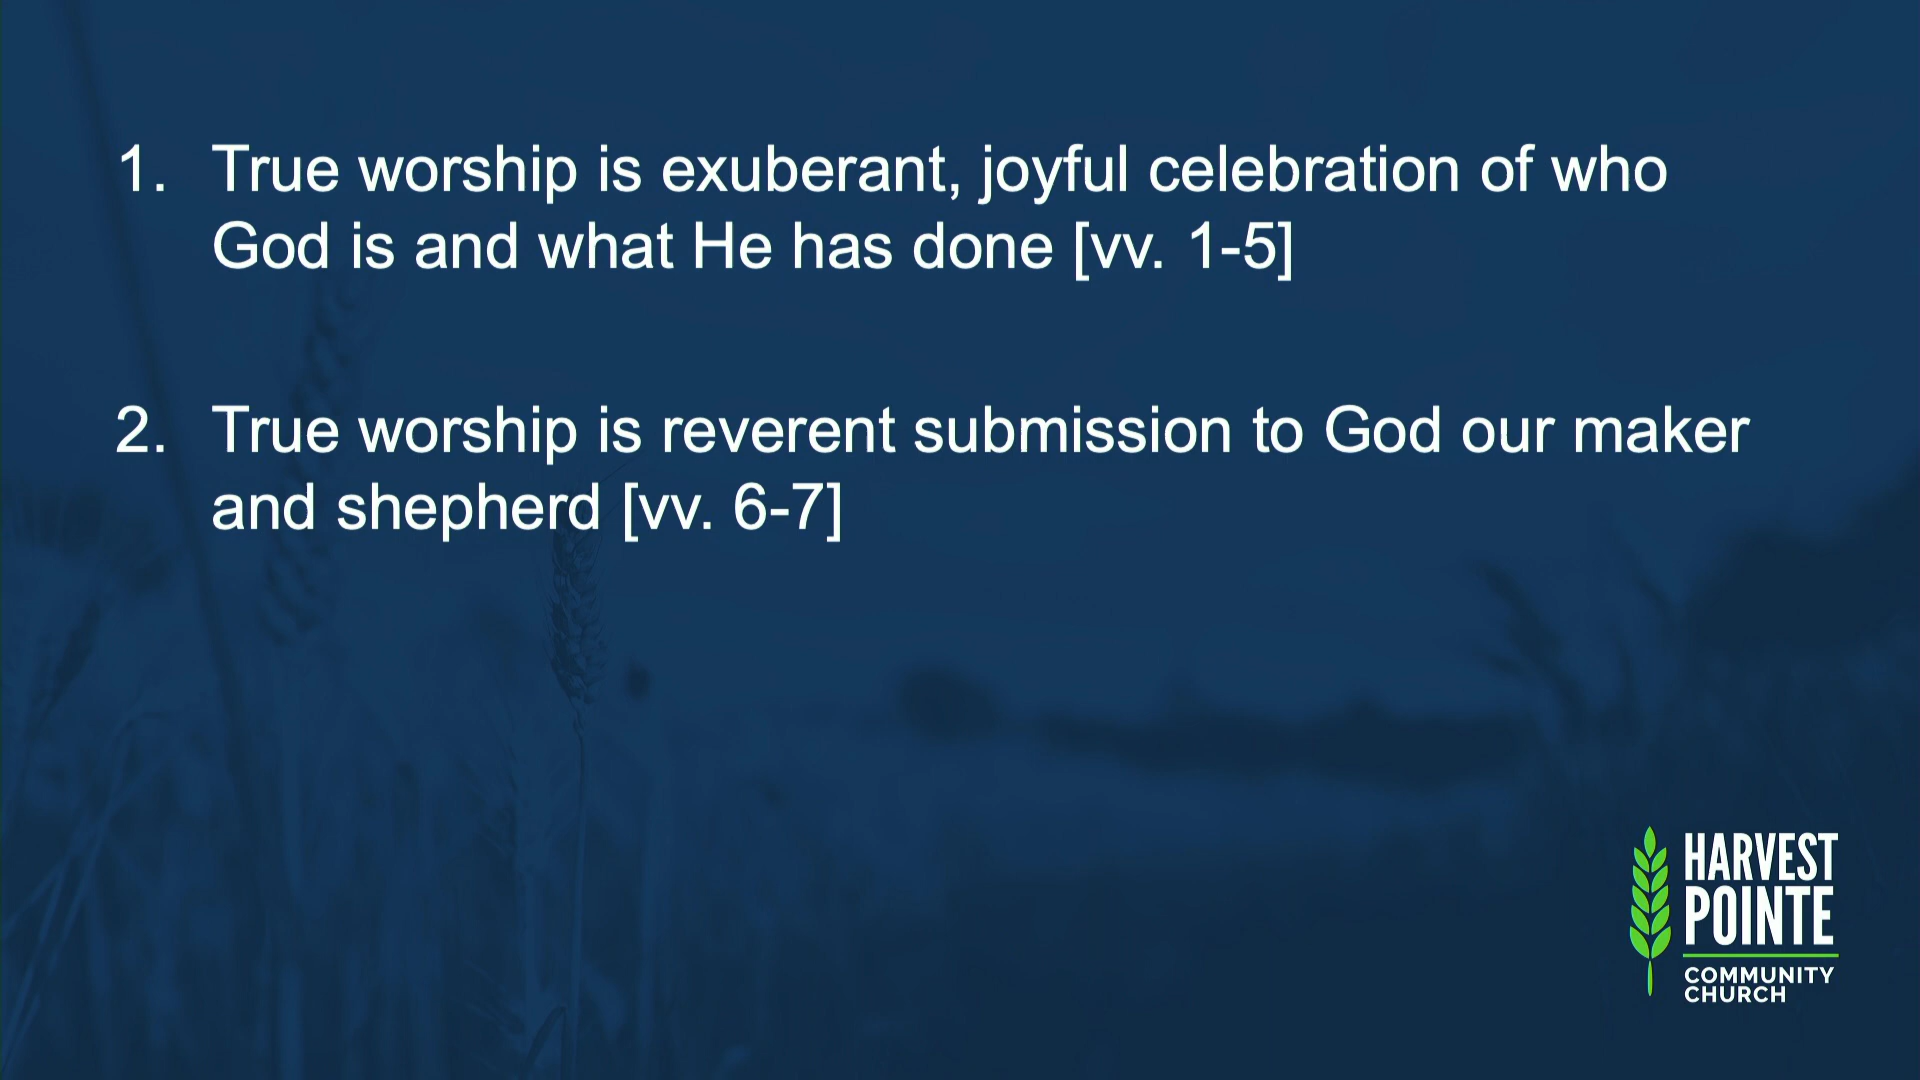 1. True worship is exuberant, joyful celebration of who
God is and what He has done [vv. 1-5]
2. True worship is reverent submission to God our maker
and shepherd [vv. 6-7]
HARVEST
POINTE
COMMUNITY
CHURCH